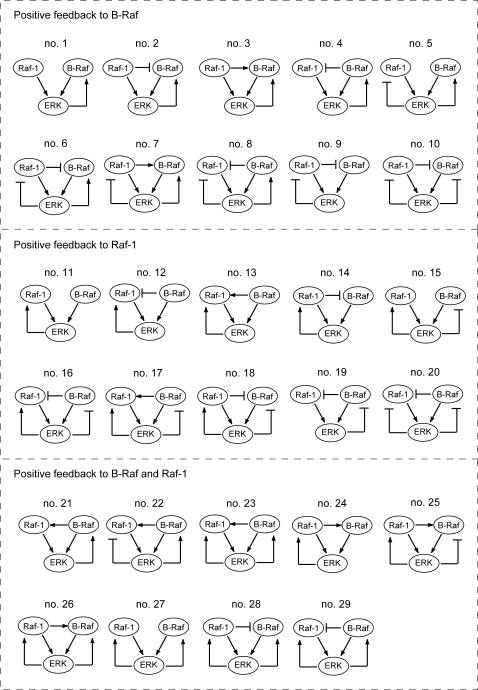 Positive feedback to B-Raf
no. 1 no. 2 no. 3 no. 4 no. 5
Raf-1 B-Raf Raf-1 B-Raf Raf-1 B-Raf Raf-1 B-Raf Raf-1 B-Raf
ERK ERK ERK ERK ERK
no. 6 no. 7 no. 8 no. 9 no. 10
Raf-1 B-Raf Raf-1 B-Raf Raf-1 B-Raf Raf-1 B-Raf Raf-1 B-Raf
ERK ERK ERK ERK ERK
Positive feedback to Raf-1
no. 11 no. 12 no. 13 no. 14 no. 15
Raf-1 B-Raf Raf-1 B-Raf Raf-1 B-Raf Raf-1 B-Raf Raf-1 B-Raf
ERK ERK ERK ERK ERK
no. 16 no. 17 no. 18 no. 19 no. 20
Raf-1 B-Raf Raf-1 B-Raf Raf-1 B-Raf Raf-1 B-Raf Raf-1 B-Raf
ERK ERK ERK ERK ERK
Positive feedback to B-Raf and Raf-1
no. 21 no. 22 no. 23 no. 24 no. 25
Raf-1 B-Raf Raf-1 B-Raf Raf-1 B-Raf Raf-1 B-Raf Raf-1 B-Raf
ERK ERK ERK ERK ERK
no. 26 no. 27 no. 28 no. 29
Raf-1 B-Raf Raf-1 B-Raf Raf-1 B-Raf Raf-1 B-Raf
ERK ERK ERK ERK